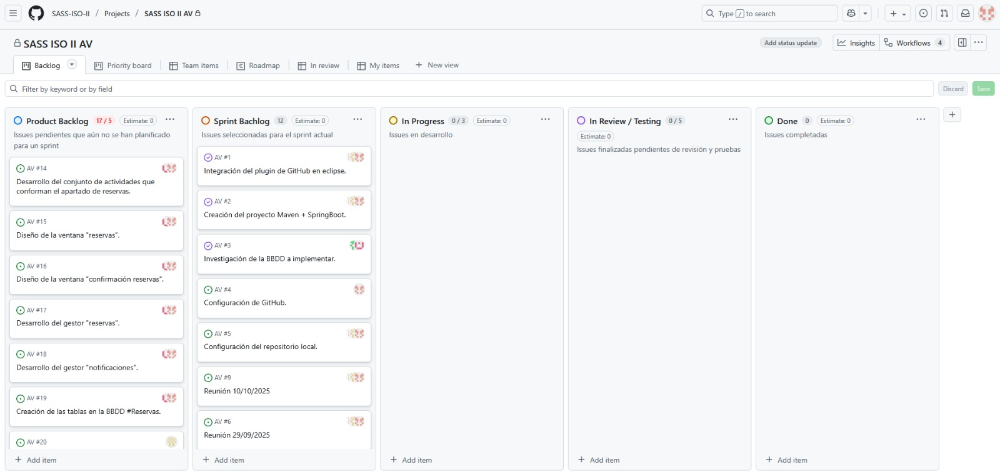 SASS-ISO-II / Projects / SASS ISO II AV
Type / to search
SASS ISO II AV
Add status update
Insights
Workflows 4
Backlog
Priority board
Team items
Roadmap
In review
My items
+ New view
Filter by keyword or by field
Discard
Save
Product Backlog 17 / 5 Estimate: 0
Issues pendientes que aún no se han planificado
para un sprint
AV #14
Desarrollo del conjunto de actividades que
conforman el apartado de reservas.
AV #15
Diseño de la ventana "reservas".
AV #16
Diseño de la ventana "confirmación reservas".
AV #17
Desarrollo del gestor "reservas".
AV #18
Desarrollo del gestor "notificaciones".
AV #19
Creación de las tablas en la BBDD #Reservas.
AV #20
+ Add item
Sprint Bachlog 12 Estimate: 0
Issues seleccionadas para el sprint actual
AV #1
Integración del plugin de GitHub en eclipse.
AV #2
Creación del proyecto Maven + SpringBoot.
AV #3
Investigación de la BBDD a implementar.
AV #4
Configuración de GitHub.
AV #5
Configuración del repositorio local.
AV #9
Reunión 10/10/2025
AV #6
Reunión 29/09/2025
+ Add item
In Progress 0 / 3 Estimate: 0
Issues en desarrollo
+ Add item
In Review / Testing 0 / 5
Estimate: 0
Issues finalizadas pendientes de revisión y pruebas
+ Add item
Done 0 Estimate: 0
Issues completadas
+ Add item